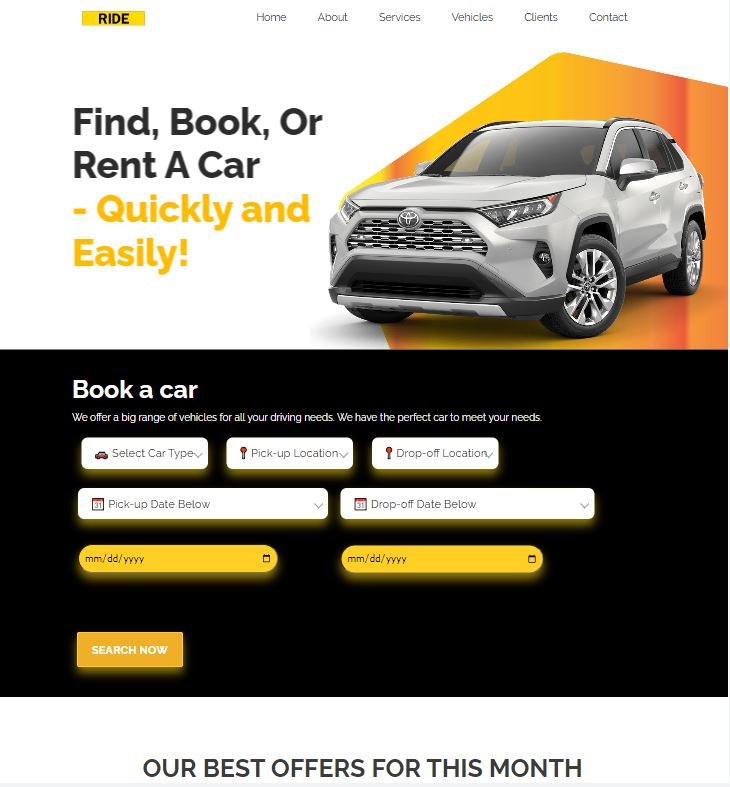 RIDE
Home About Services Vehicles Clients Contact
Find, Book, Or
Rent A Car
- Quickly and
Easily!
Book a car
We offer a big range of vehicles for all your driving needs. We have the perfect car to meet your needs.
Select Car Type Pick-up Location Drop-off Location
31 Pick-up Date Below 31 Drop-off Date Below
mm/dd/yyyy mm/dd/yyyy
SEARCH NOW
OUR BEST OFFERS FOR THIS MONTH